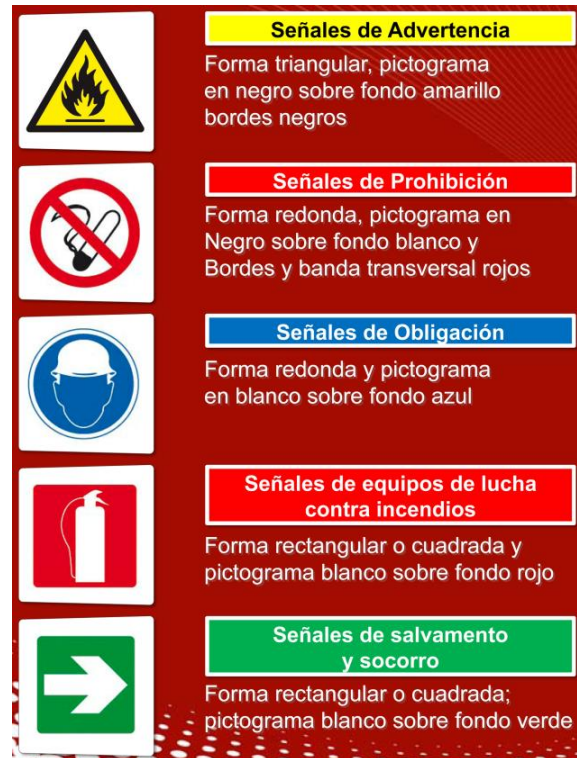 Señales de Advertencia
Forma triangular, pictograma
en negro sobre fondo amarillo
bordes negros
Señales de Prohibición
Forma redonda, pictograma en
Negro sobre fondo blanco y
Bordes y banda transversal rojos
Señales de Obligación
Forma redonda y pictograma
en blanco sobre fondo azul
Señales de equipos de lucha
contra incendios
Forma rectangular o cuadrada y
pictograma blanco sobre fondo rojo
Señales de salvamento
y socorro
Forma rectangular o cuadrada;
pictograma blanco sobre fondo verde